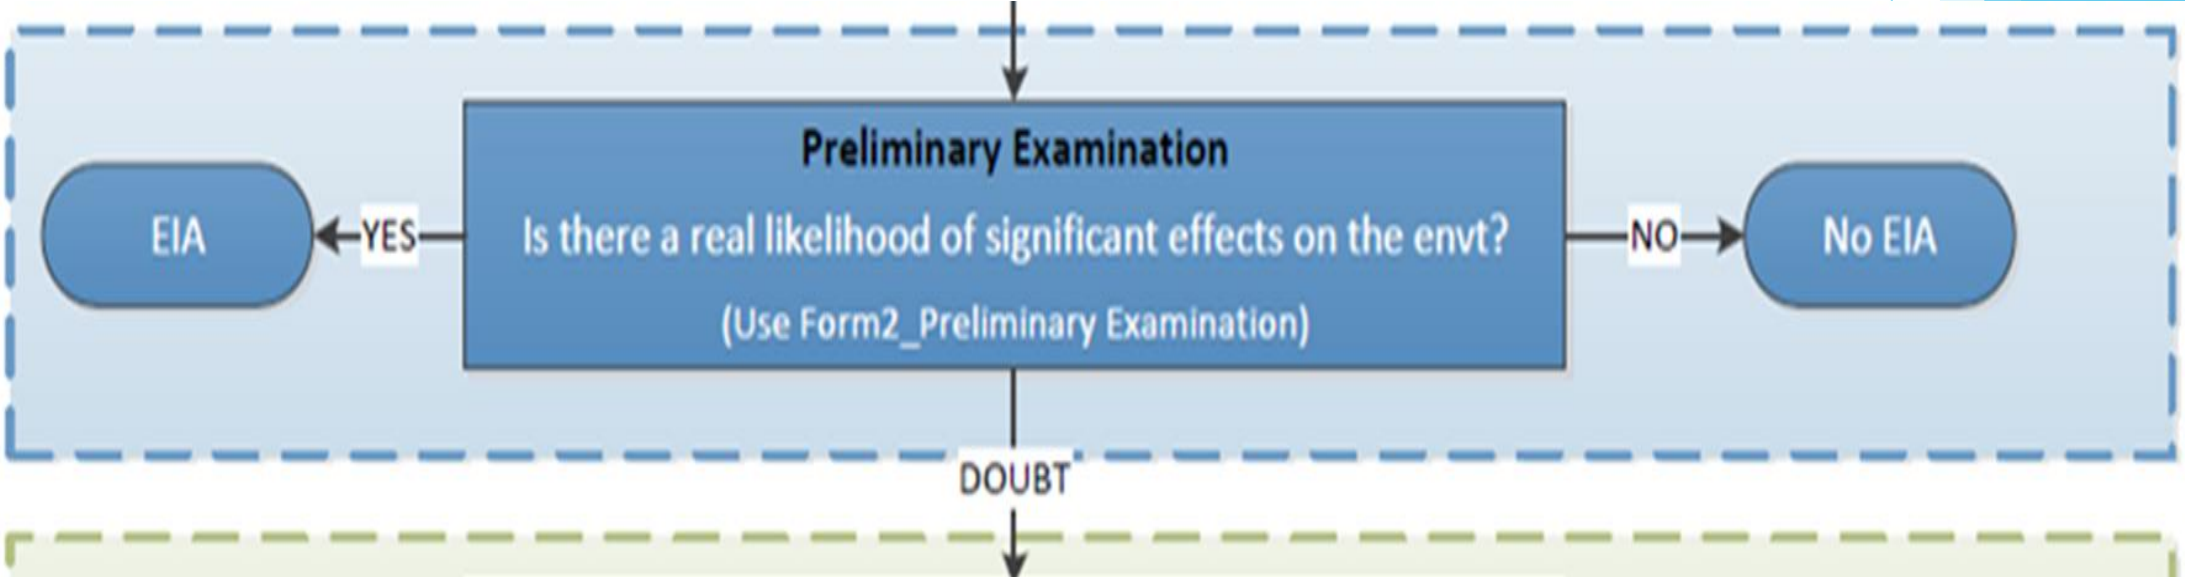 Preliminary Examination
EIA
YES
Is there a real likelihood of significant effects on the envt?
NO
No EIA
(Use Form2_Preliminary Examination)
DOUBT